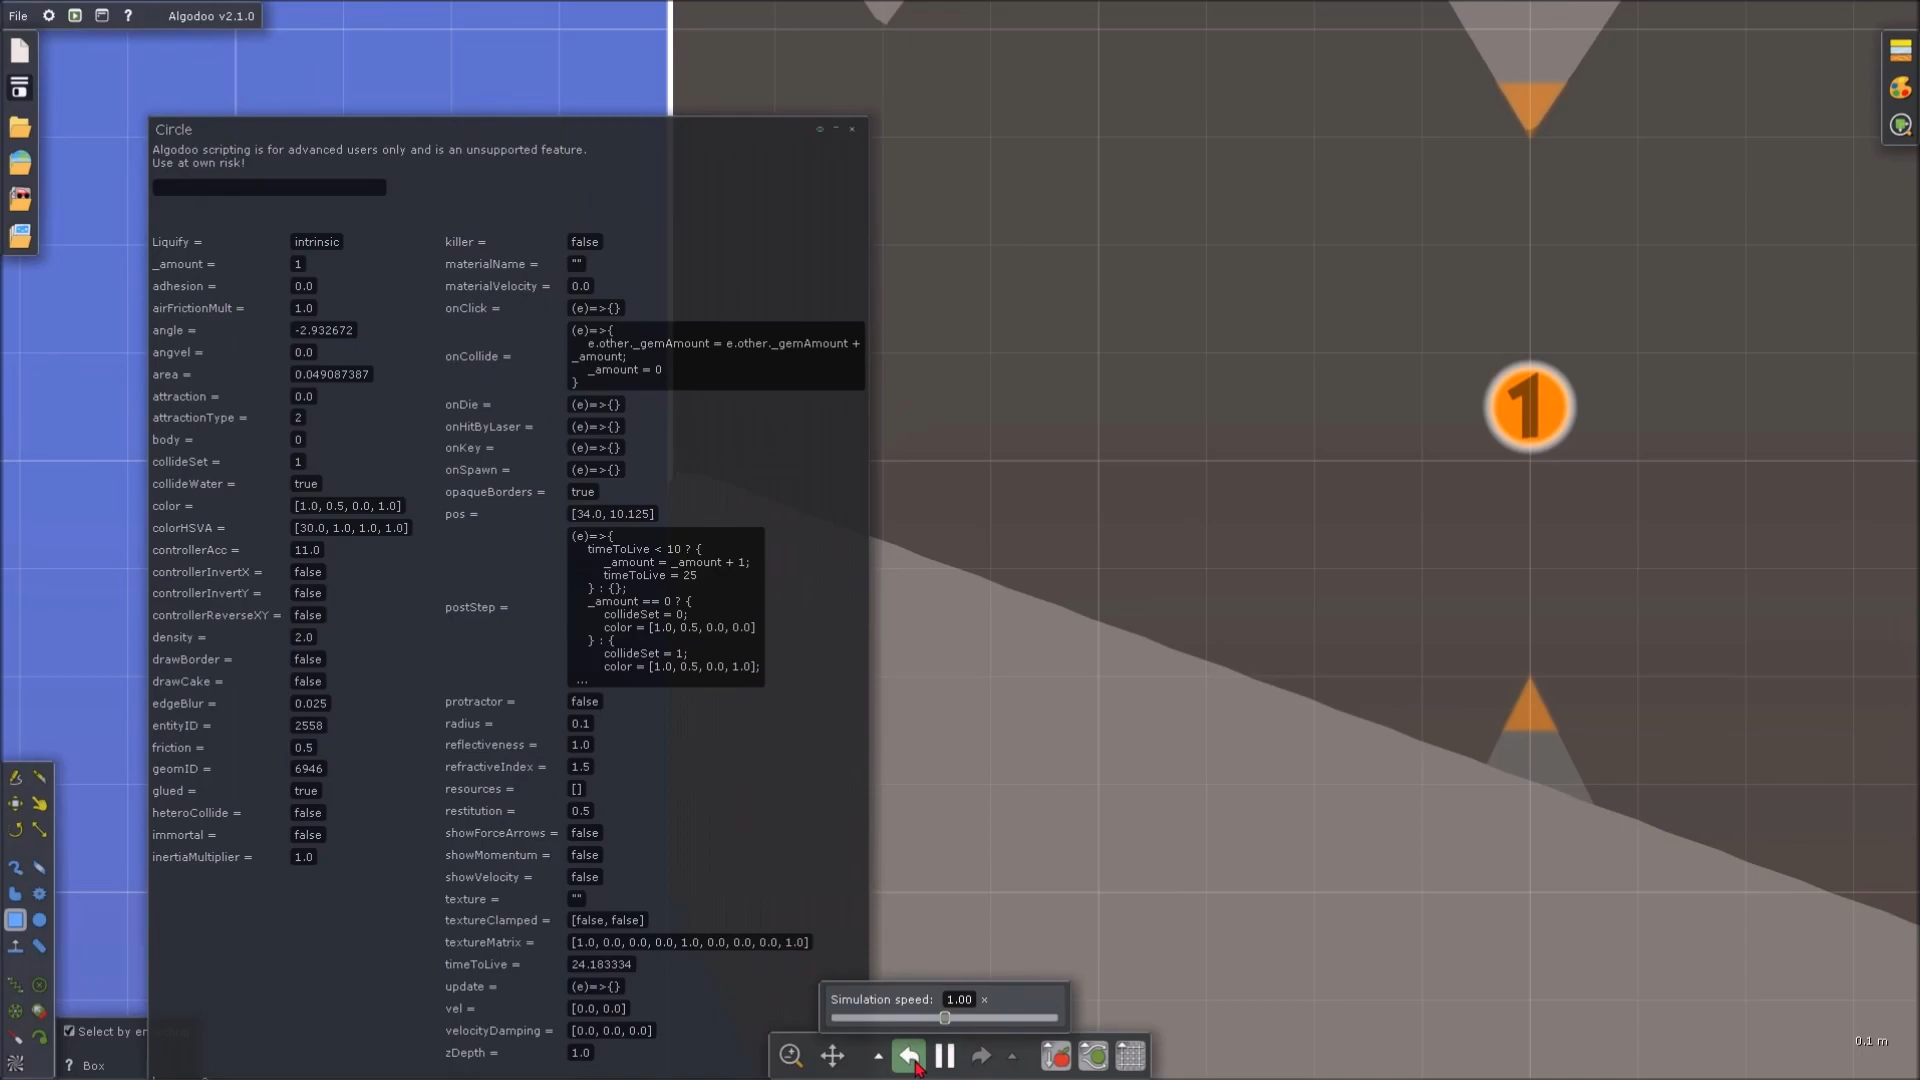 File
?
Algodoo v2.1.0
Circle
Algodoo scripting is for advanced users only and is an unsupported feature.
Use at own risk!
Liquify = intrinsic
_amount = 1
adhesion = 0.0
airFrictionMult = 1.0
angle = -2.932672
angvel = 0.0
area = 0.049087387
attraction = 0.0
attractionType = 2
body = 0
collideSet = 1
collideWater = true
color = [1.0, 0.5, 0.0, 1.0]
colorHSVA = [30.0, 1.0, 1.0, 1.0]
controllerAcc = 11.0
controllerInvertX = false
controllerInvertY = false
controllerReverseXY = false
density = 2.0
drawBorder = false
drawCake = false
edgeBlur = 0.025
entityID = 2558
friction = 0.5
geomID = 6946
glued = true
heteroCollide = false
immortal = false
inertiaMultiplier = 1.0
killer = false
materialName = ""
materialVelocity = 0.0
onClick = (e)=>{}
onCollide =
(e)=>{
e.other._gemAmount = e.other._gemAmount +
_amount;
_amount = 0
}
onDie = (e)=>{}
onHitByLaser = (e)=>{}
onKey = (e)=>{}
onSpawn = (e)=>{}
opaqueBorders = true
pos = [34.0, 10.125]
postStep =
(e)=>{
timeToLive < 10 ? {
_amount = _amount + 1;
timeToLive = 25
} : {};
_amount == 0 ? {
collideSet = 0;
color = [1.0, 0.5, 0.0, 0.0]
} : {
collideSet = 1;
color = [1.0, 0.5, 0.0, 1.0];
...
protractor = false
radius = 0.1
reflectiveness = 1.0
refractiveIndex = 1.5
resources = []
restitution = 0.5
showForceArrows = false
showMomentum = false
showVelocity = false
texture = ""
textureClamped = [false, false]
textureMatrix = [1.0, 0.0, 0.0, 0.0, 1.0, 0.0, 0.0, 0.0, 1.0]
timeToLive = 24.183334
update = (e)=>{}
vel = [0.0, 0.0]
velocityDamping = [0.0, 0.0, 0.0]
zDepth = 1.0
1
Select by
? Box
Simulation speed: 1.00 ×
0.1 m